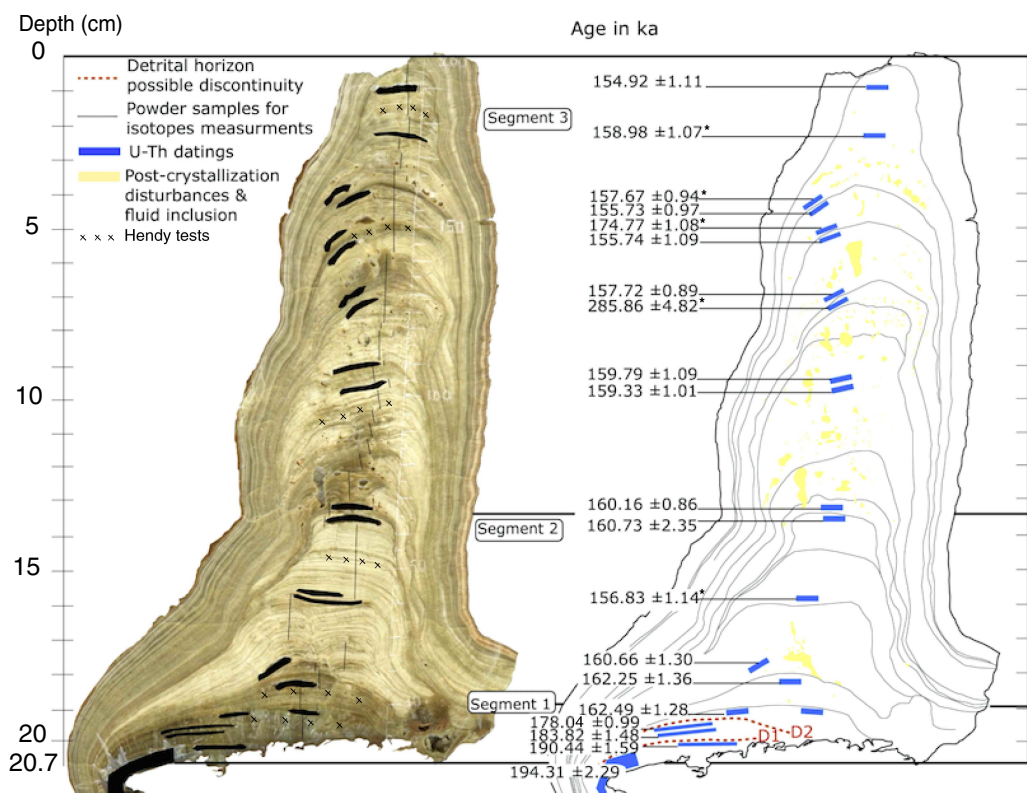 Depth (cm)
0
5
10
15
20
20.7
Detrital horizon
possible discontinuity
Powder samples for
isotopes measurments
U-Th datings
Post-crystallization
disturbances &
fluid inclusion
x x x Hendy tests
Age in ka
Segment 3
Segment 2
Segment 1
154.92 ±1.11
158.98 ±1.07*
157.67 ±0.94*
155.73 ±0.97
174.77 ±1.08*
155.74 ±1.09
157.72 ±0.89
285.86 ±4.82*
159.79 ±1.09
159.33 ±1.01
160.16 ±0.86
160.73 ±2.35
156.83 ±1.14*
160.66 ±1.30
162.25 ±1.36
162.49 ±1.28
178.04 ±0.99
183.82 ±1.48
190.44 ±1.59
194.31 ±2.29
D1
D2
150
100